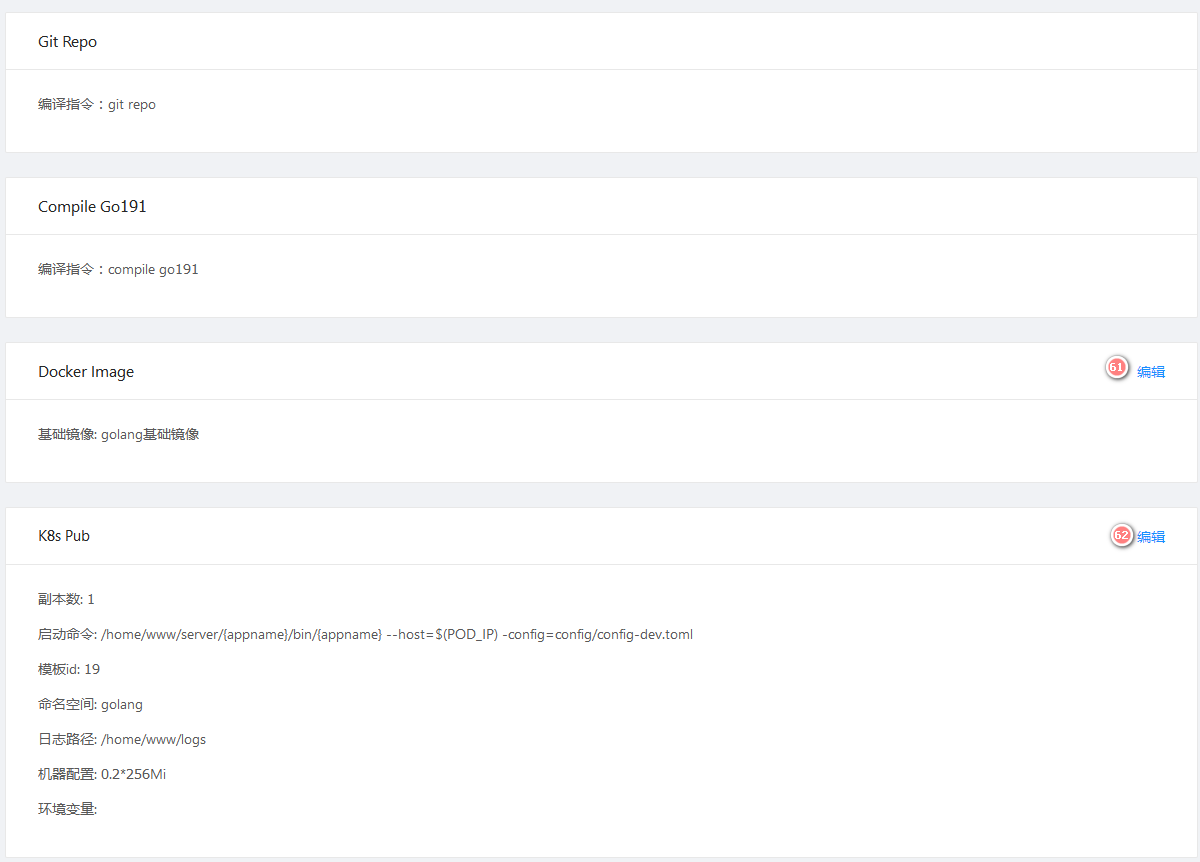 Git Repo
编译指令：git repo
Compile Go191
编译指令：compile go191
Docker Image
61 编辑
基础镜像: golang基础镜像
K8s Pub
62 编辑
副本数: 1
启动命令: /home/www/server/{appname}/bin/{appname} --host=$(POD_IP) -config=config/config-dev.toml
模板id: 19
命名空间: golang
日志路径: /home/www/logs
机器配置: 0.2*256Mi
环境变量: